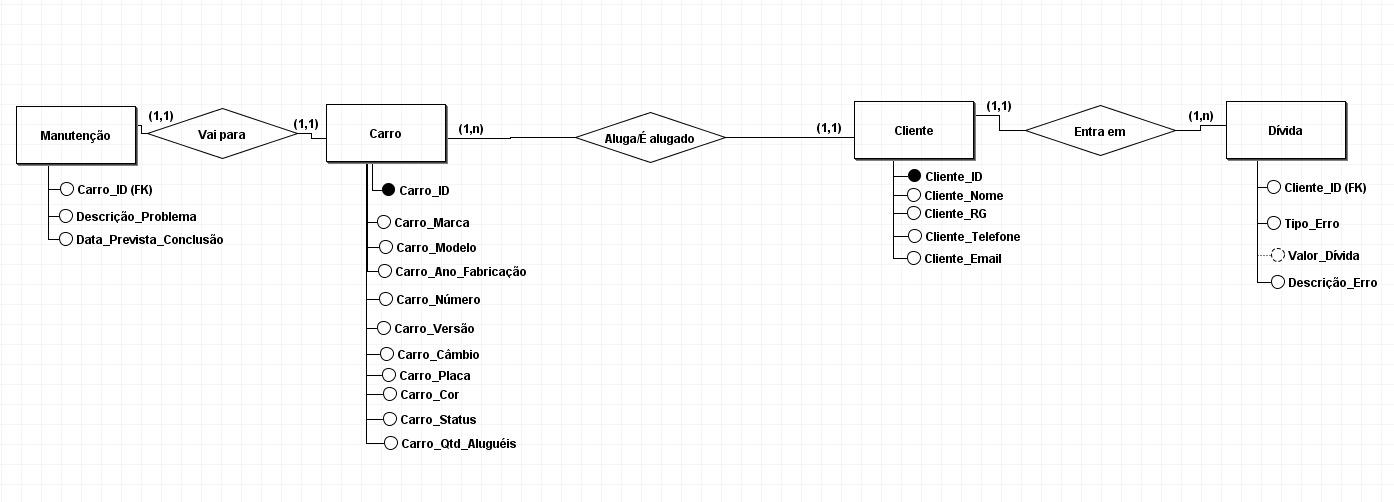 Manutenção
(1,1)
Vai para
(1,1)
Carro
(1,n)
Aluga/É alugado
(1,1)
Cliente
(1,1)
Entra em
(1,n)
Dívida
Carro_ID (FK)
Descrição_Problema
Data_Prevista_Conclusão
Carro_ID
Carro_Marca
Carro_Modelo
Carro_Ano_Fabricação
Carro_Número
Carro_Versão
Carro_Câmbio
Carro_Placa
Carro_Cor
Carro_Status
Carro_Qtd_Aluguéis
Cliente_ID
Cliente_Nome
Cliente_RG
Cliente_Telefone
Cliente_Email
Cliente_ID (FK)
Tipo_Erro
Valor_Dívida
Descrição_Erro